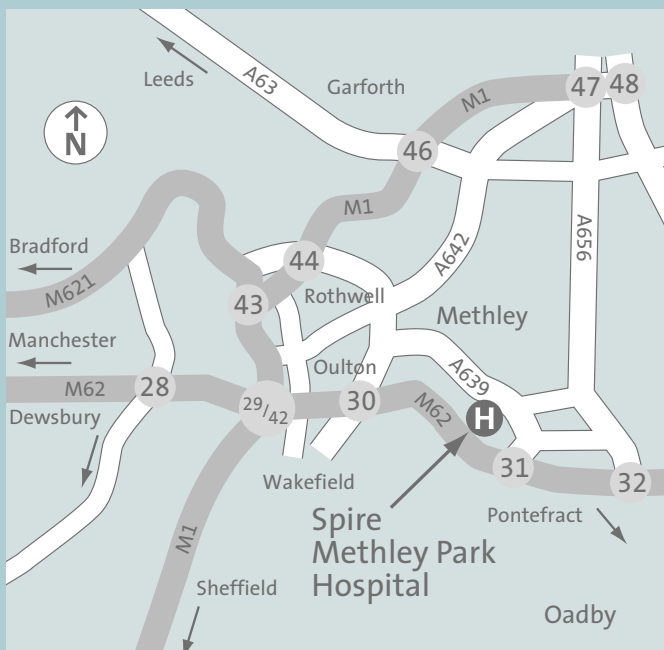 Leeds
A63
Garforth
M1
47
48
N
46
M1
A642
A656
Bradford
M621
44
43
Rothwell
Methley
Manchester
M62
28
Oulton
A639
Dewsbury
29/42
30
M62
H
31
32
Wakefield
Pontefract
Spire
Methley Park
Hospital
M1
Sheffield
Oadby